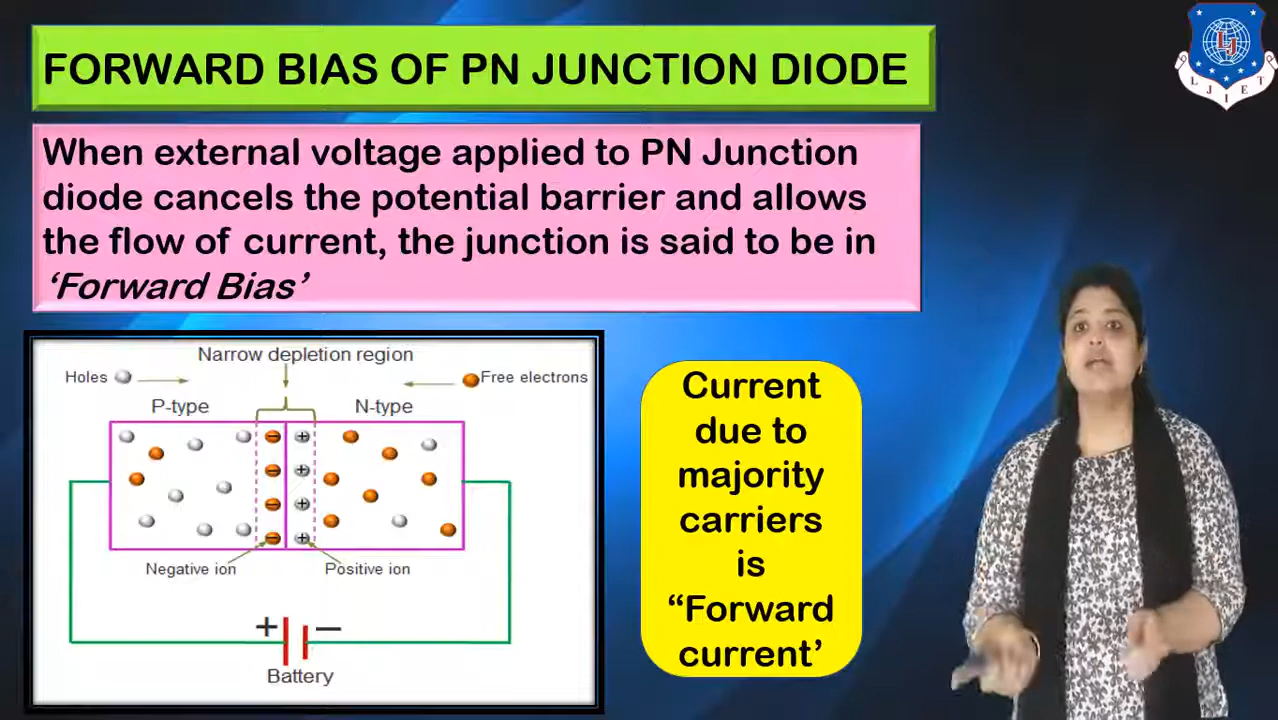 FORWARD BIAS OF PN JUNCTION DIODE
LJIET
When external voltage applied to PN Junction
diode cancels the potential barrier and allows
the flow of current, the junction is said to be in
‘Forward Bias’
Narrow depletion region
Holes
Free electrons
P-type
N-type
Negative ion
Positive ion
+ −
Battery
Current
due to
majority
carriers
is
“Forward
current’